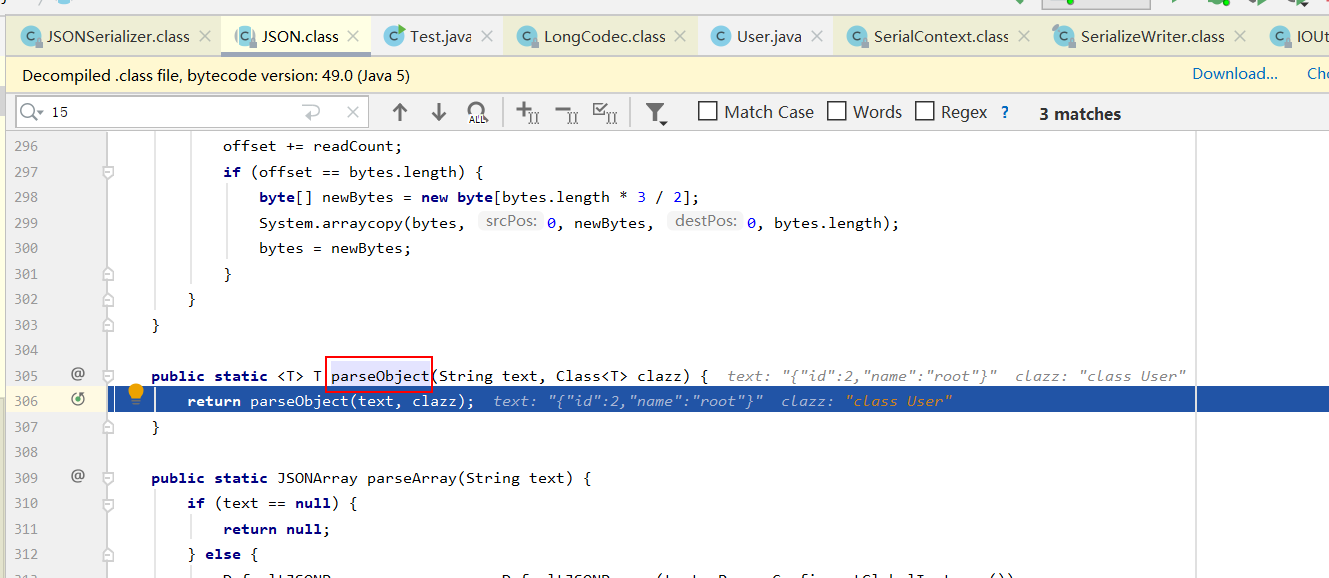 JSONSerializer.class JSON.class Test.java LongCodec.class User.java SerialContext.class SerializeWriter.class IOUt
Decompiled .class file, bytecode version: 49.0 (Java 5) Download...
15 ALL Match Case Words Regex ? 3 matches
296 offset += readCount;
297 if (offset == bytes.length) {
298 byte[] newBytes = new byte[bytes.length * 3 / 2];
299 System.arraycopy(bytes, srcPos: 0, newBytes, destPos: 0, bytes.length);
300 bytes = newBytes;
301 }
302 }
303 }
304
305 @ public static <T> T parseObject(String text, Class<T> clazz) { text: "{"id":2,"name":"root"}" clazz: "class User"
306 return parseObject(text, clazz); text: "{"id":2,"name":"root"}" clazz: "class User"
307 }
308
309 @ public static JSONArray parseArray(String text) {
310 if (text == null) {
311 return null;
312 } else {